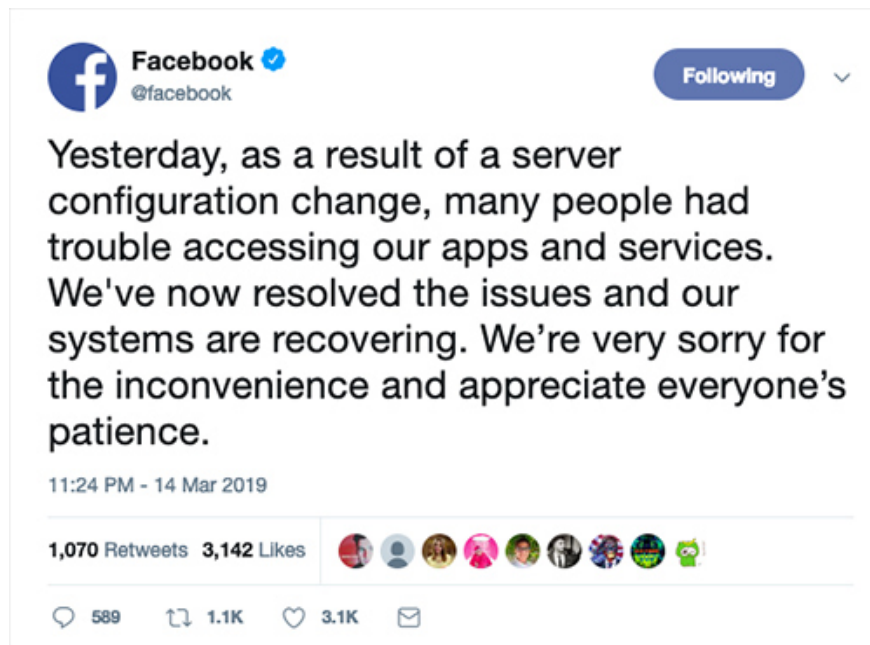 Facebook
@facebook
Following
Yesterday, as a result of a server
configuration change, many people had
trouble accessing our apps and services.
We've now resolved the issues and our
systems are recovering. We’re very sorry for
the inconvenience and appreciate everyone’s
patience.
11:24 PM - 14 Mar 2019
1,070 Retweets 3,142 Likes
589 1.1K 3.1K